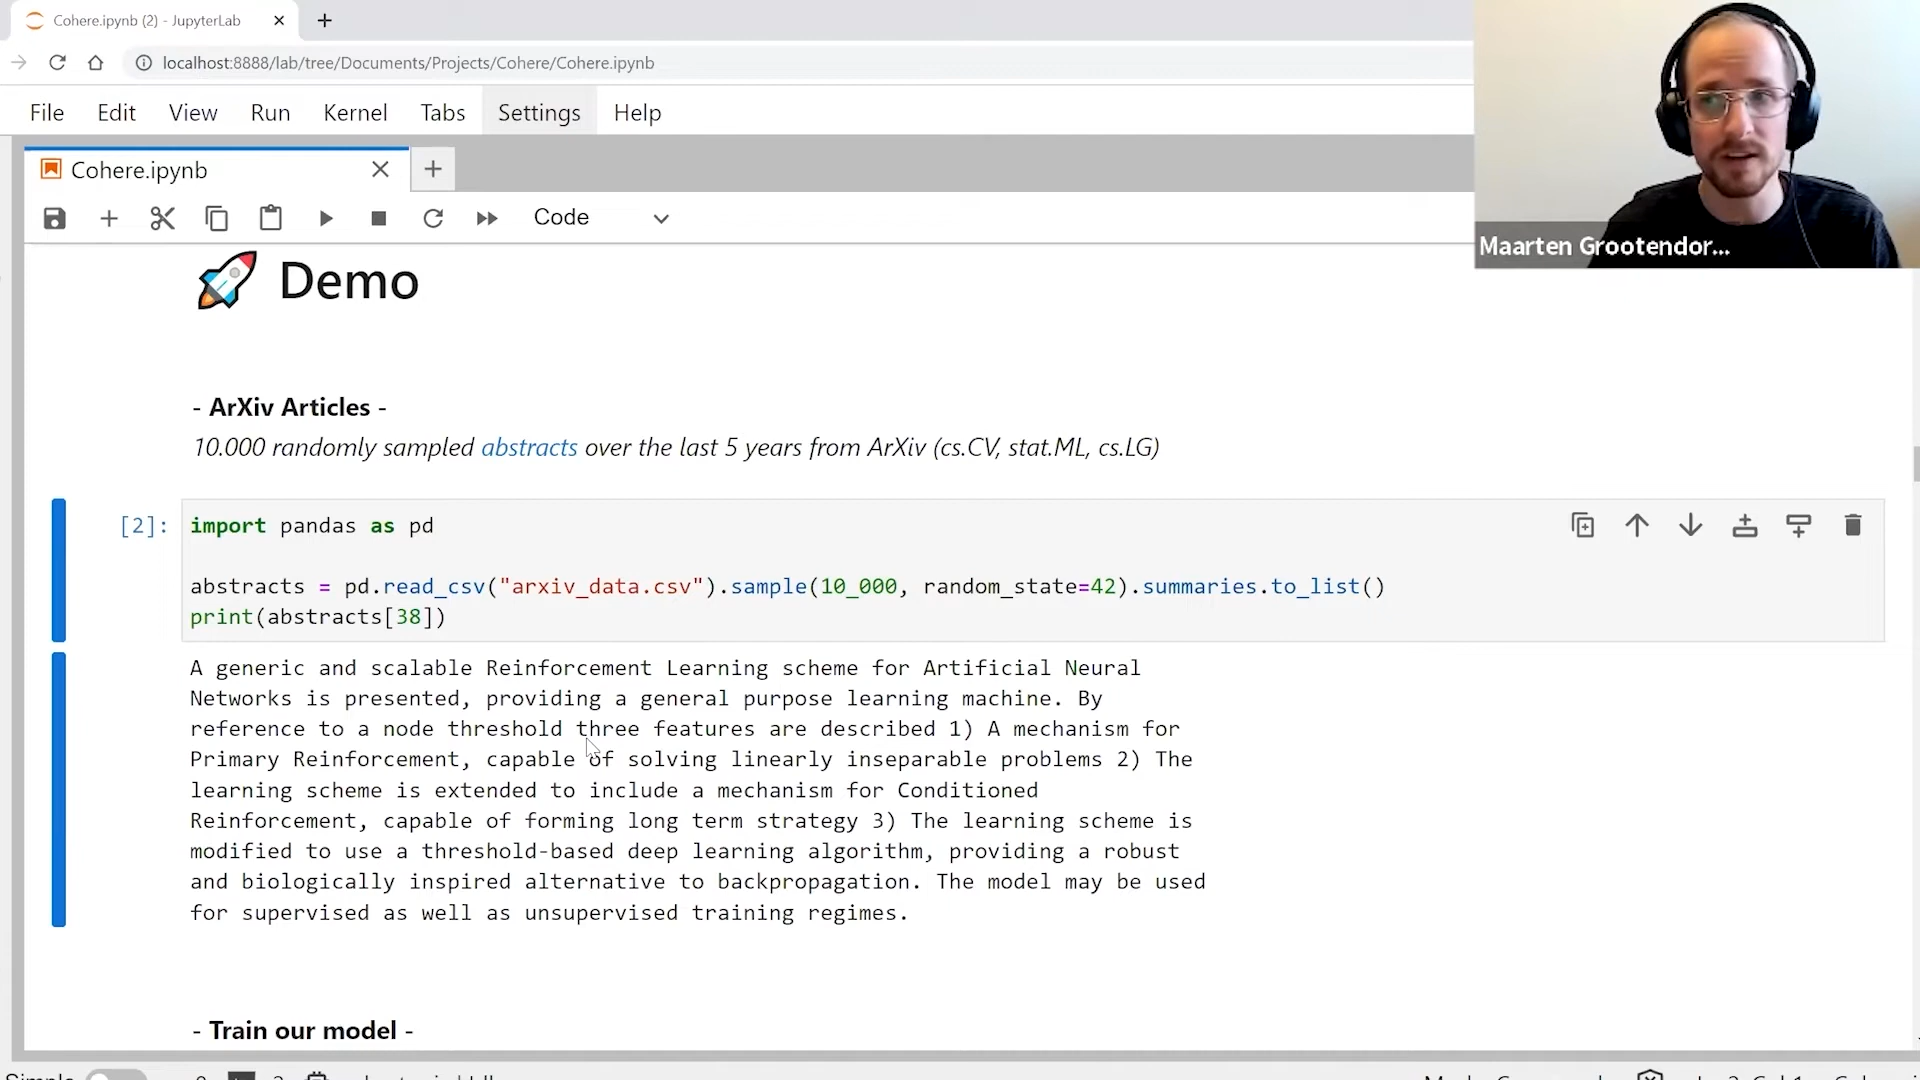 Cohere.ipynb (2) - JupyterLab
localhost:8888/lab/tree/Documents/Projects/Cohere/Cohere.ipynb
File Edit View Run Kernel Tabs Settings Help
Cohere.ipynb
Code
Maarten Grootendor...
Demo
- ArXiv Articles -
10.000 randomly sampled abstracts over the last 5 years from ArXiv (cs.CV, stat.ML, cs.LG)
[2]:
import pandas as pd
abstracts = pd.read_csv("arxiv_data.csv").sample(10_000, random_state=42).summaries.to_list()
print(abstracts[38])
A generic and scalable Reinforcement Learning scheme for Artificial Neural
Networks is presented, providing a general purpose learning machine. By
reference to a node threshold three features are described 1) A mechanism for
Primary Reinforcement, capable of solving linearly inseparable problems 2) The
learning scheme is extended to include a mechanism for Conditioned
Reinforcement, capable of forming long term strategy 3) The learning scheme is
modified to use a threshold-based deep learning algorithm, providing a robust
and biologically inspired alternative to backpropagation. The model may be used
for supervised as well as unsupervised training regimes.
- Train our model -